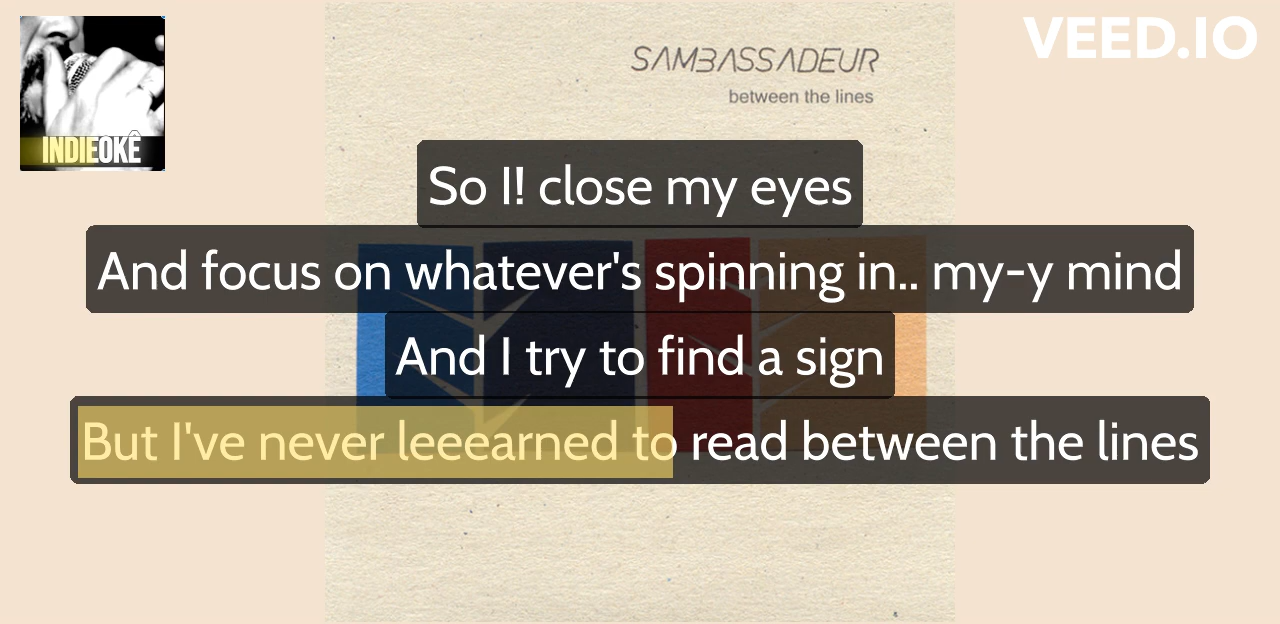 VEED.IO
SAMBASSADEUR
between the lines
INDIEOKÊ
So I! close my eyes
And focus on whatever's spinning in.. my-y mind
And I try to find a sign
But I've never leeearned to read between the lines